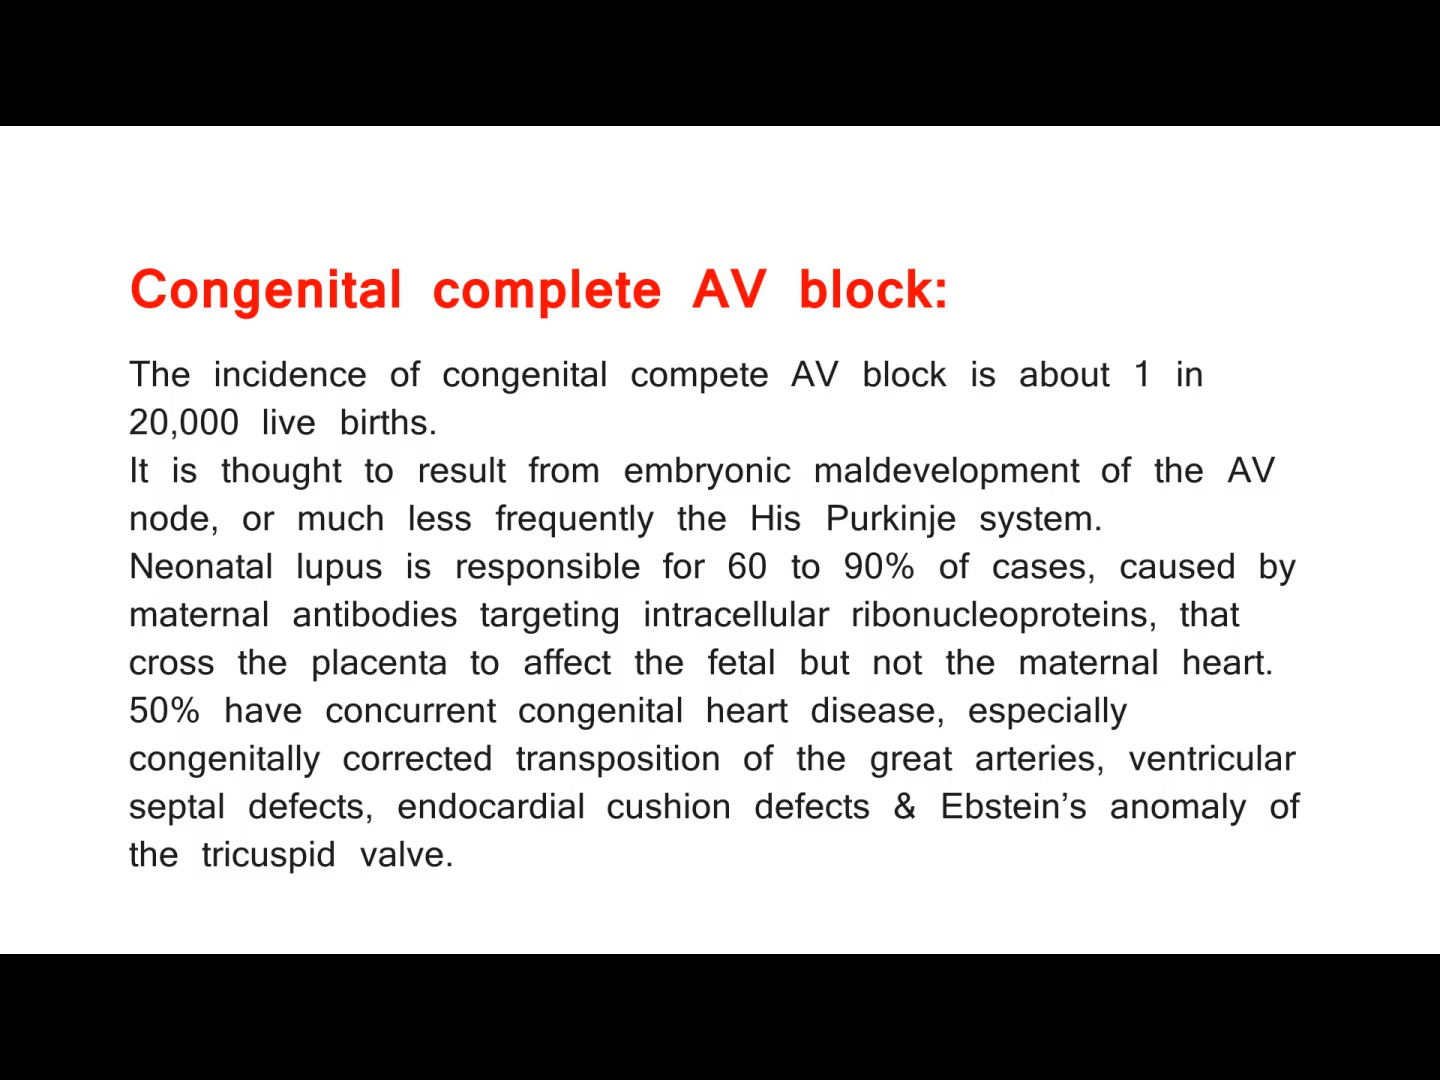 Congenital complete AV block:
The incidence of congenital compete AV block is about 1 in
20,000 live births.
It is thought to result from embryonic maldevelopment of the AV
node, or much less frequently the His Purkinje system.
Neonatal lupus is responsible for 60 to 90% of cases, caused by
maternal antibodies targeting intracellular ribonucleoproteins, that
cross the placenta to affect the fetal but not the maternal heart.
50% have concurrent congenital heart disease, especially
congenitally corrected transposition of the great arteries, ventricular
septal defects, endocardial cushion defects & Ebstein’s anomaly of
the tricuspid valve.